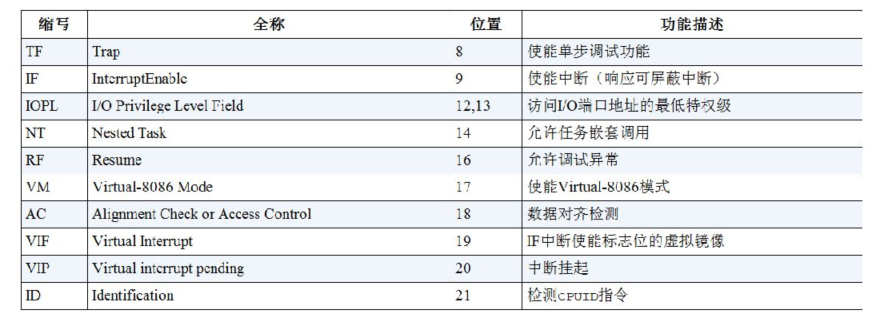 缩写 全称 位置 功能描述
TF Trap 8 使能单步调试功能
IF InterruptEnable 9 使能中断（响应可屏蔽中断）
IOPL I/O Privilege Level Field 12,13 访问I/O端口地址的最低特权级
NT Nested Task 14 允许任务嵌套调用
RF Resume 16 允许调试异常
VM Virtual-8086 Mode 17 使能Virtual-8086模式
AC Alignment Check or Access Control 18 数据对齐检测
VIF Virtual Interrupt 19 IF中断使能标志位的虚拟镜像
VIP Virtual interrupt pending 20 中断挂起
ID Identification 21 检测CPUID指令